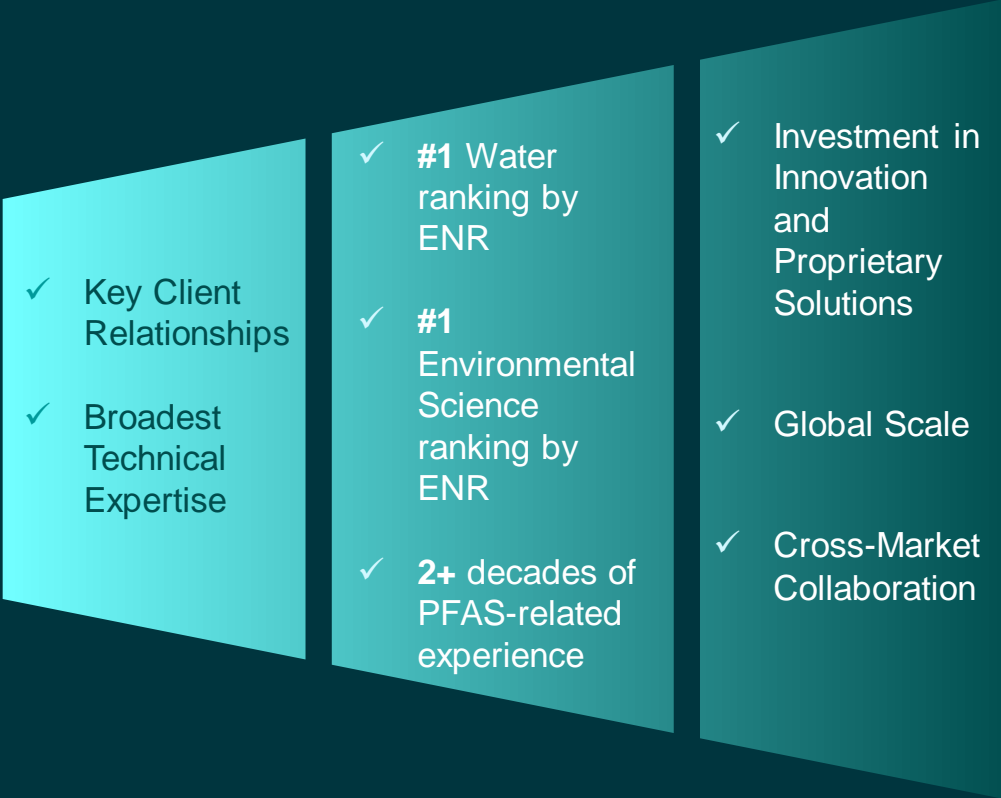 ✓ Key Client
Relationships
✓ Broadest
Technical
Expertise
✓ #1 Water
ranking by
ENR
✓ #1
Environmental
Science
ranking by
ENR
✓ 2+ decades of
PFAS-related
experience
✓ Investment in
Innovation
and
Proprietary
Solutions
✓ Global Scale
✓ Cross-Market
Collaboration